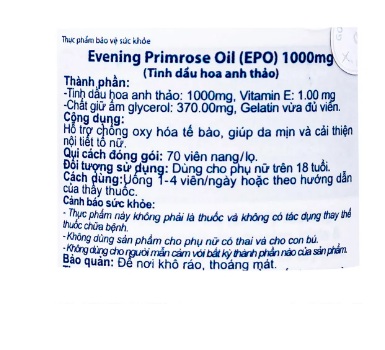 Thực phẩm bảo vệ sức khỏe
Evening Primrose Oil (EPO) 1000mg
(Tinh dầu hoa anh thảo)
Thành phần:
-Tinh dầu hoa anh thảo: 1000mg, Vitamin E: 1.00 mg
-Chất giữ ẩm glycerol: 370.00mg, Gelatin vừa đủ viên.
Công dụng:
Hỗ trợ chống oxy hóa tế bào, giúp da mịn và cải thiện
nội tiết tố nữ.
Qui cách đóng gói: 70 viên nang/lọ.
Đối tượng sử dụng: Dùng cho phụ nữ trên 18 tuổi.
Cách dùng:Uống 1-4 viên/ngày hoặc theo hướng dẫn
của thầy thuốc.
Cảnh báo sức khỏe:
- Thực phẩm này không phải là thuốc và không có tác dụng thay thế
thuốc chữa bệnh.
-Không dùng sản phẩm cho phụ nữ có thai và cho con bú.
-Không dùng cho người mẫn cảm với bất kỳ thành phần nào của sản phẩm.
Bảo quản: Để nơi khô ráo, thoáng mát.